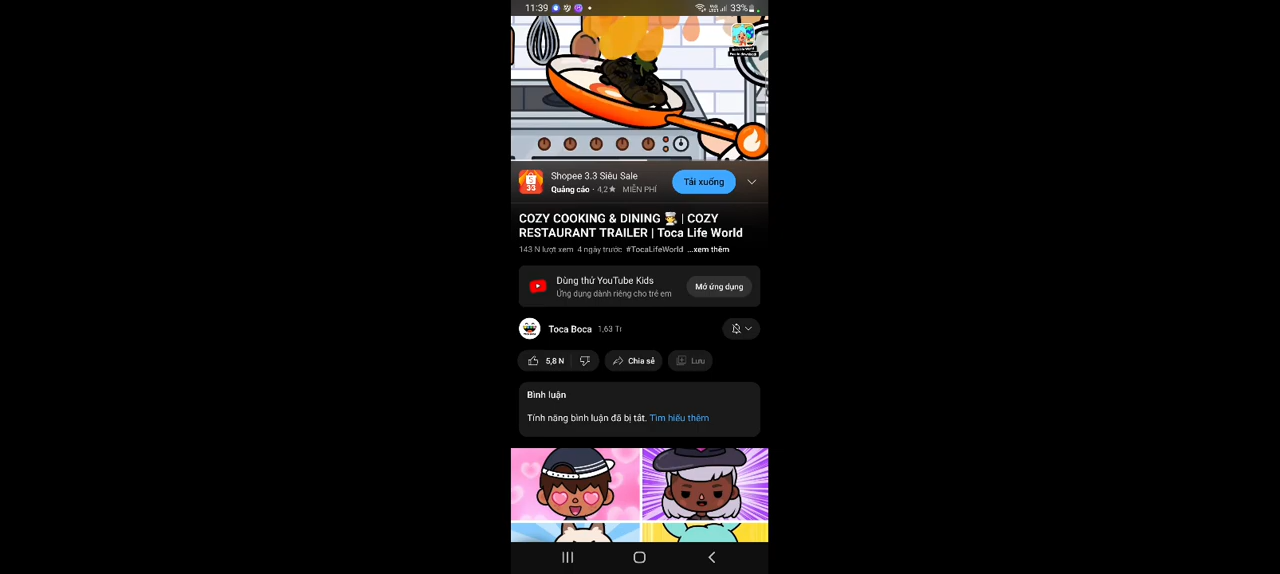 11:39
33%
33
Shopee 3.3 Siêu Sale
Quảng cáo · 4,2★ MIỄN PHÍ
Tải xuống
COZY COOKING & DINING 👩‍🍳 | COZY
RESTAURANT TRAILER | Toca Life World
143 N lượt xem 4 ngày trước #TocaLifeWorld ...xem thêm
Dùng thử YouTube Kids
Ứng dụng dành riêng cho trẻ em
Mở ứng dụng
Toca Boca 1,63 Tr
5,8 N
Chia sẻ
Lưu
Bình luận
Tính năng bình luận đã bị tắt. Tìm hiểu thêm